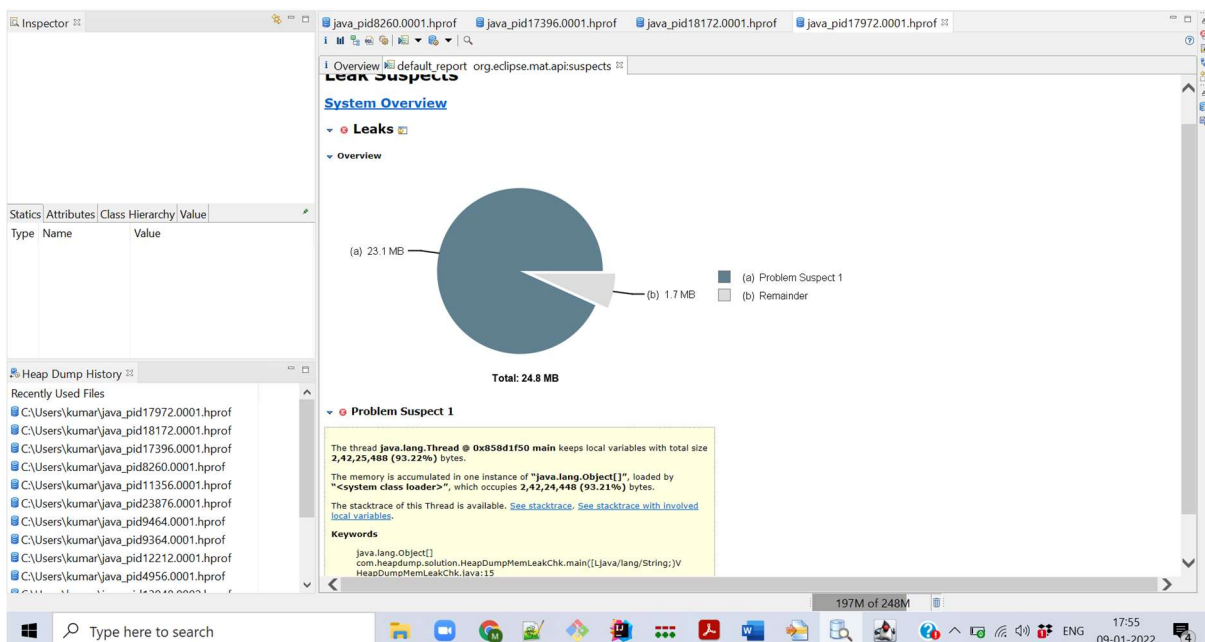 Inspector
java_pid8260.0001.hprof
java_pid17396.0001.hprof
java_pid18172.0001.hprof
java_pid17972.0001.hprof
Overview
default_report org.eclipse.mat.api:suspects
Leak Suspects
System Overview
Leaks
Overview
(a) 23.1 MB
(b) 1.7 MB
(a) Problem Suspect 1
(b) Remainder
Total: 24.8 MB
Problem Suspect 1
The thread java.lang.Thread @ 0x858d1f50 main keeps local variables with total size
2,42,25,488 (93.22%) bytes.
The memory is accumulated in one instance of “java.lang.Object[]”, loaded by
“<system class loader>”, which occupies 2,42,24,448 (93.21%) bytes.
The stacktrace of this Thread is available. See stacktrace. See stacktrace with involved
local variables.
Keywords
java.lang.Object[]
com.heapdump.solution.HeapDumpMemLeakChk.main([Ljava/lang/String;)V
HeapDumpMemLeakChk.java:15
Statics Attributes Class Hierarchy Value
Type Name Value
Heap Dump History
Recently Used Files
C:\Users\kumar\java_pid17972.0001.hprof
C:\Users\kumar\java_pid18172.0001.hprof
C:\Users\kumar\java_pid17396.0001.hprof
C:\Users\kumar\java_pid8260.0001.hprof
C:\Users\kumar\java_pid11356.0001.hprof
C:\Users\kumar\java_pid23876.0001.hprof
C:\Users\kumar\java_pid9464.0001.hprof
C:\Users\kumar\java_pid9364.0001.hprof
C:\Users\kumar\java_pid12212.0001.hprof
C:\Users\kumar\java_pid4956.0001.hprof
197M of 248M
Type here to search
ENG
17:55
09-01-2022